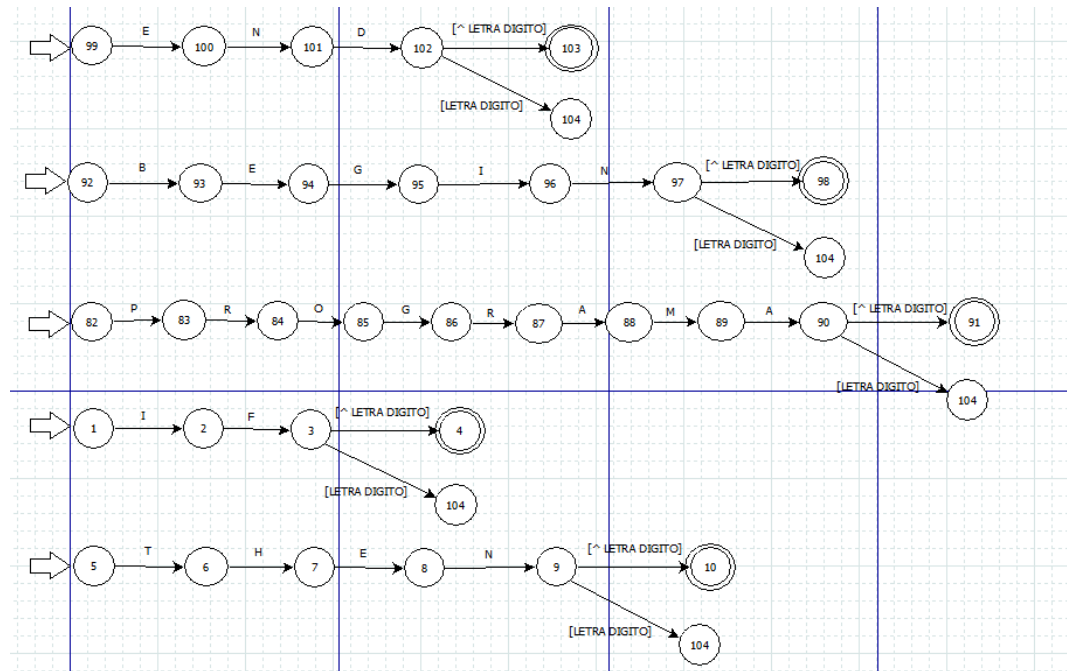 E N D [^ LETRA DIGITO]
99 100 101 102 103
[LETRA DIGITO] 104
B E G I N [^ LETRA DIGITO]
92 93 94 95 96 97 98
[LETRA DIGITO] 104
P R O G R A M A [^ LETRA DIGITO]
82 83 84 85 86 87 88 89 90 91
[LETRA DIGITO] 104
I F [^ LETRA DIGITO]
1 2 3 4
[LETRA DIGITO] 104
T H E N [^ LETRA DIGITO]
5 6 7 8 9 10
[LETRA DIGITO] 104